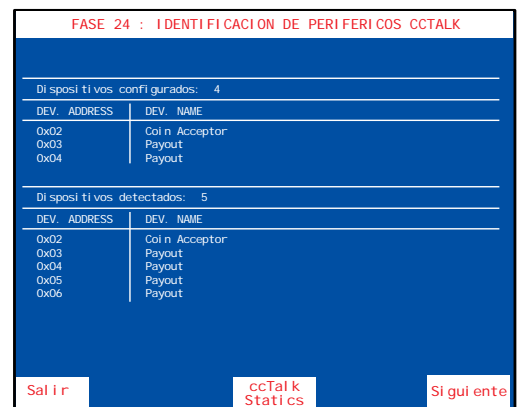 FASE 24 : IDENTIFICACION DE PERIFERICOS CCTALK
Dispositivos configurados: 4
DEV. ADDRESS DEV. NAME
0x02 Coin Acceptor
0x03 Payout
0x04 Payout
Dispositivos detectados: 5
DEV. ADDRESS DEV. NAME
0x02 Coin Acceptor
0x03 Payout
0x04 Payout
0x05 Payout
0x06 Payout
Salir
ccTalk
Statics
Siguiente